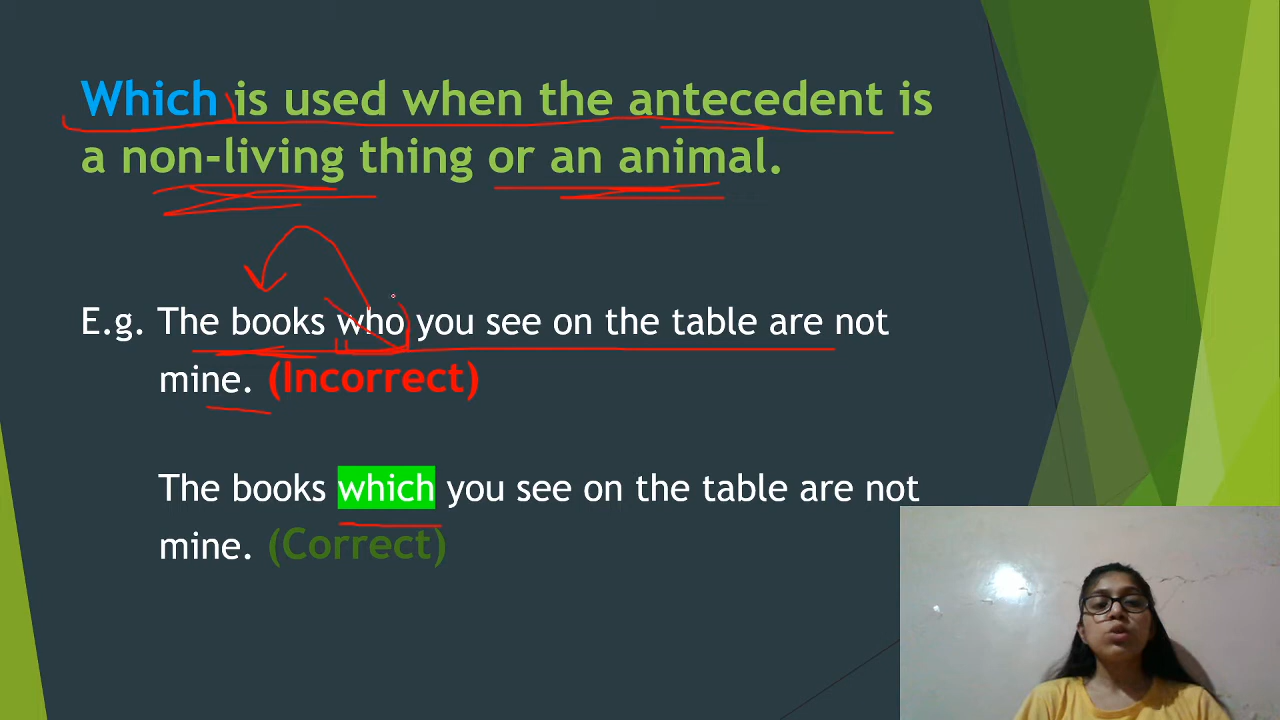 Which is used when the antecedent is
a non-living thing or an animal.
E.g. The books who you see on the table are not
mine. (Incorrect)
The books which you see on the table are not
mine. (Correct)